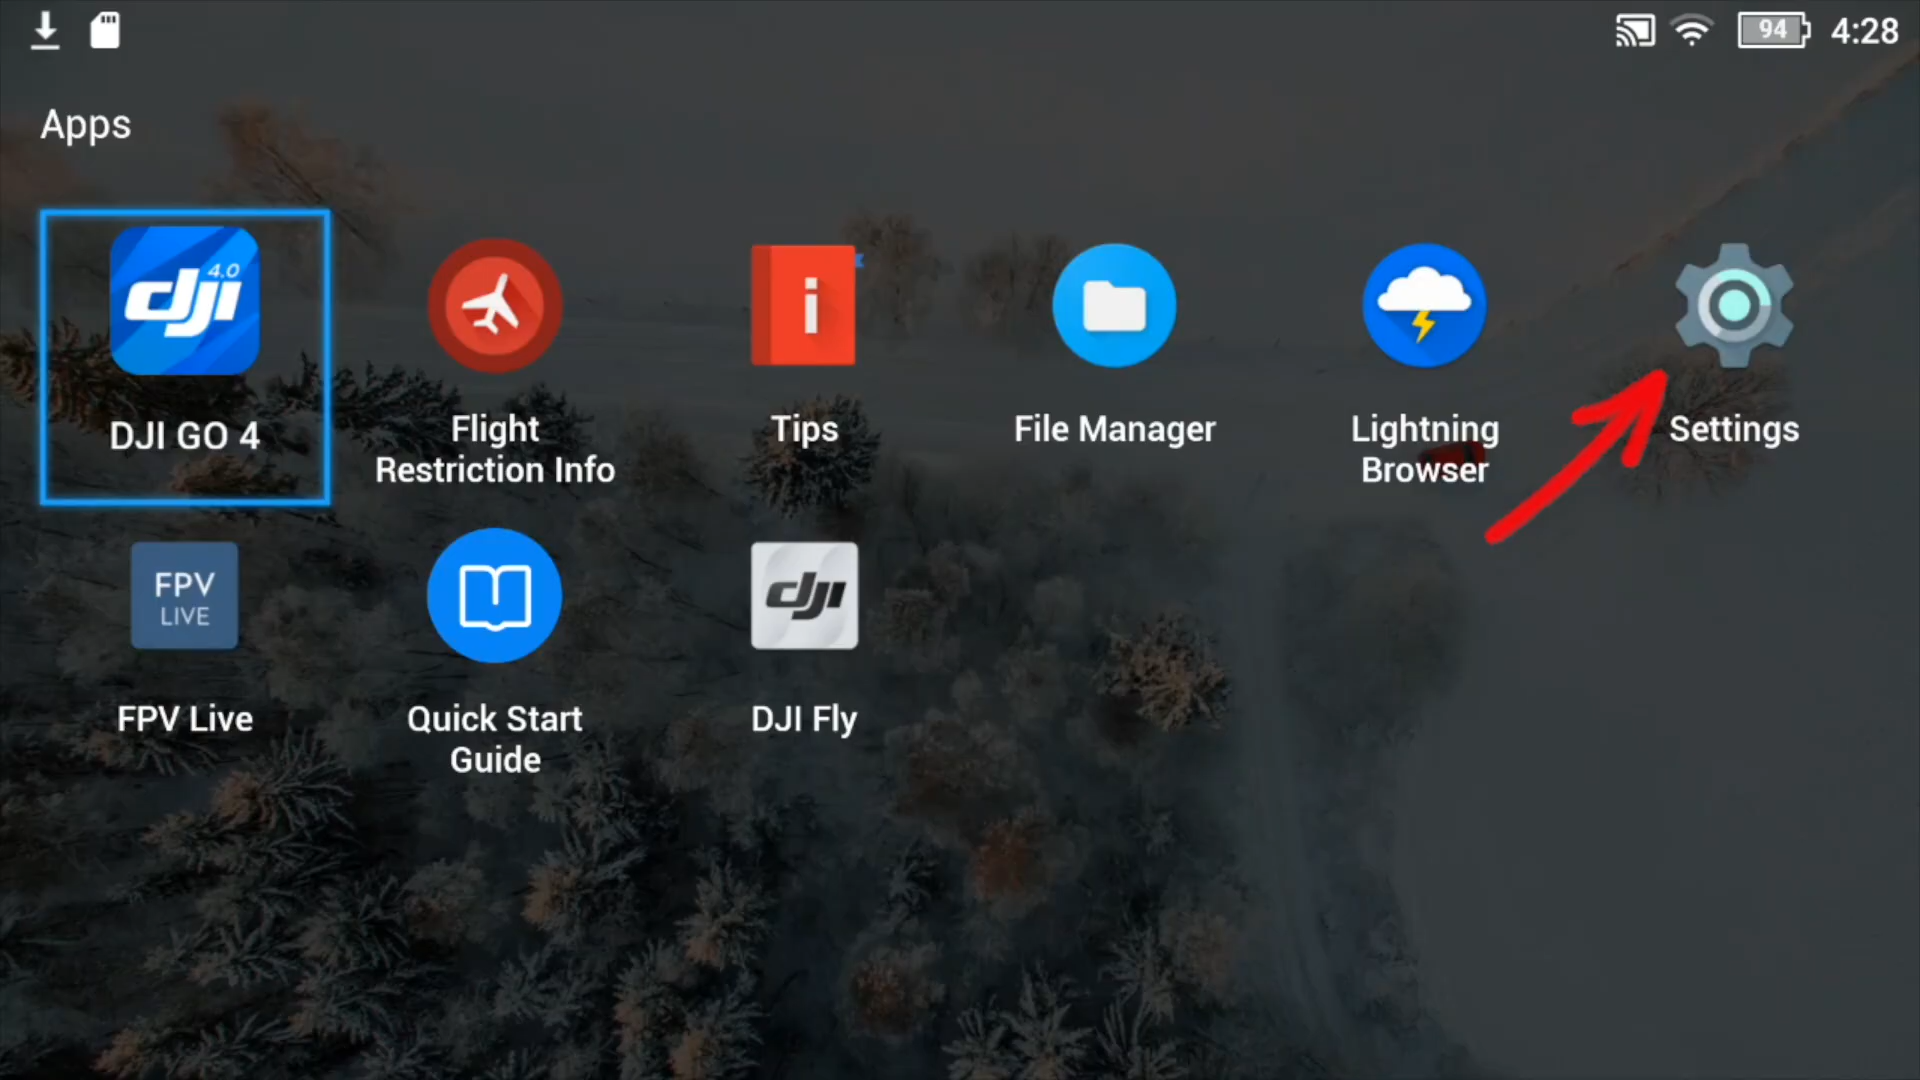 94 4:28
Apps
4.0
dji
i
DJI GO 4
Flight
Restriction Info
Tips
File Manager
Lightning
Browser
Settings
FPV
LIVE
dji
FPV Live
Quick Start
Guide
DJI Fly